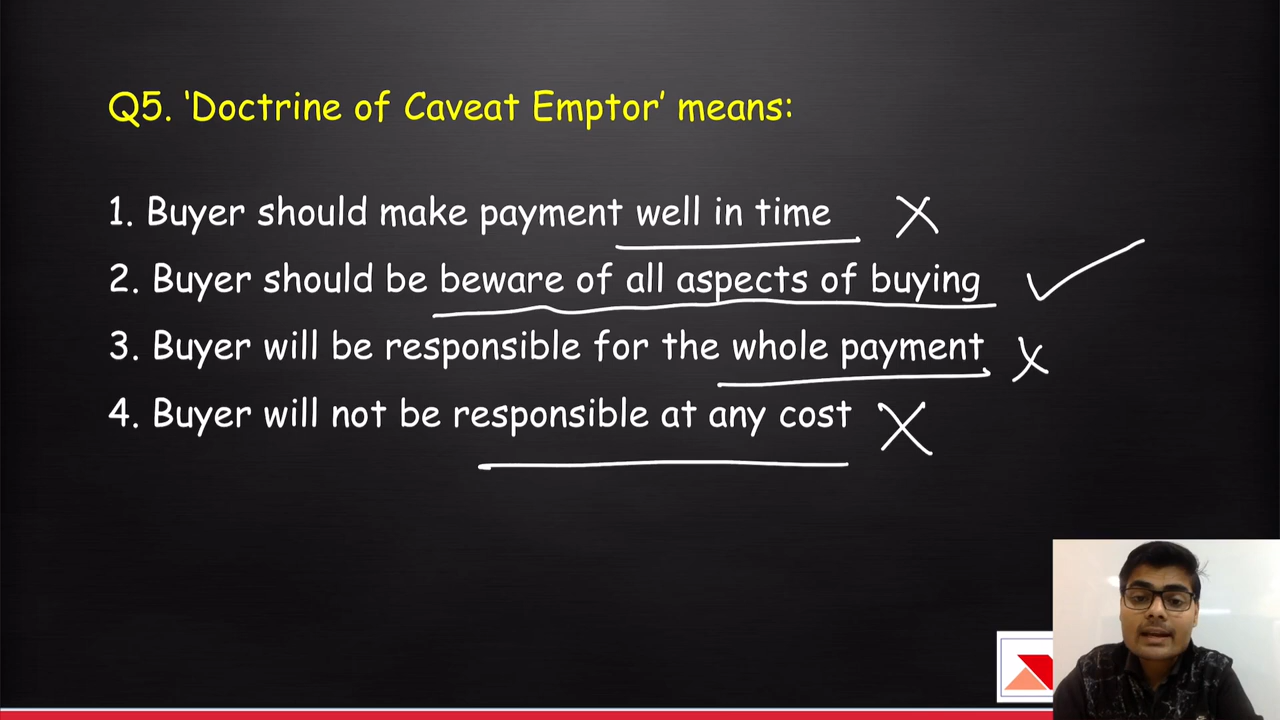 Q5. ‘Doctrine of Caveat Emptor’ means:
1. Buyer should make payment well in time
2. Buyer should be beware of all aspects of buying
3. Buyer will be responsible for the whole payment
4. Buyer will not be responsible at any cost